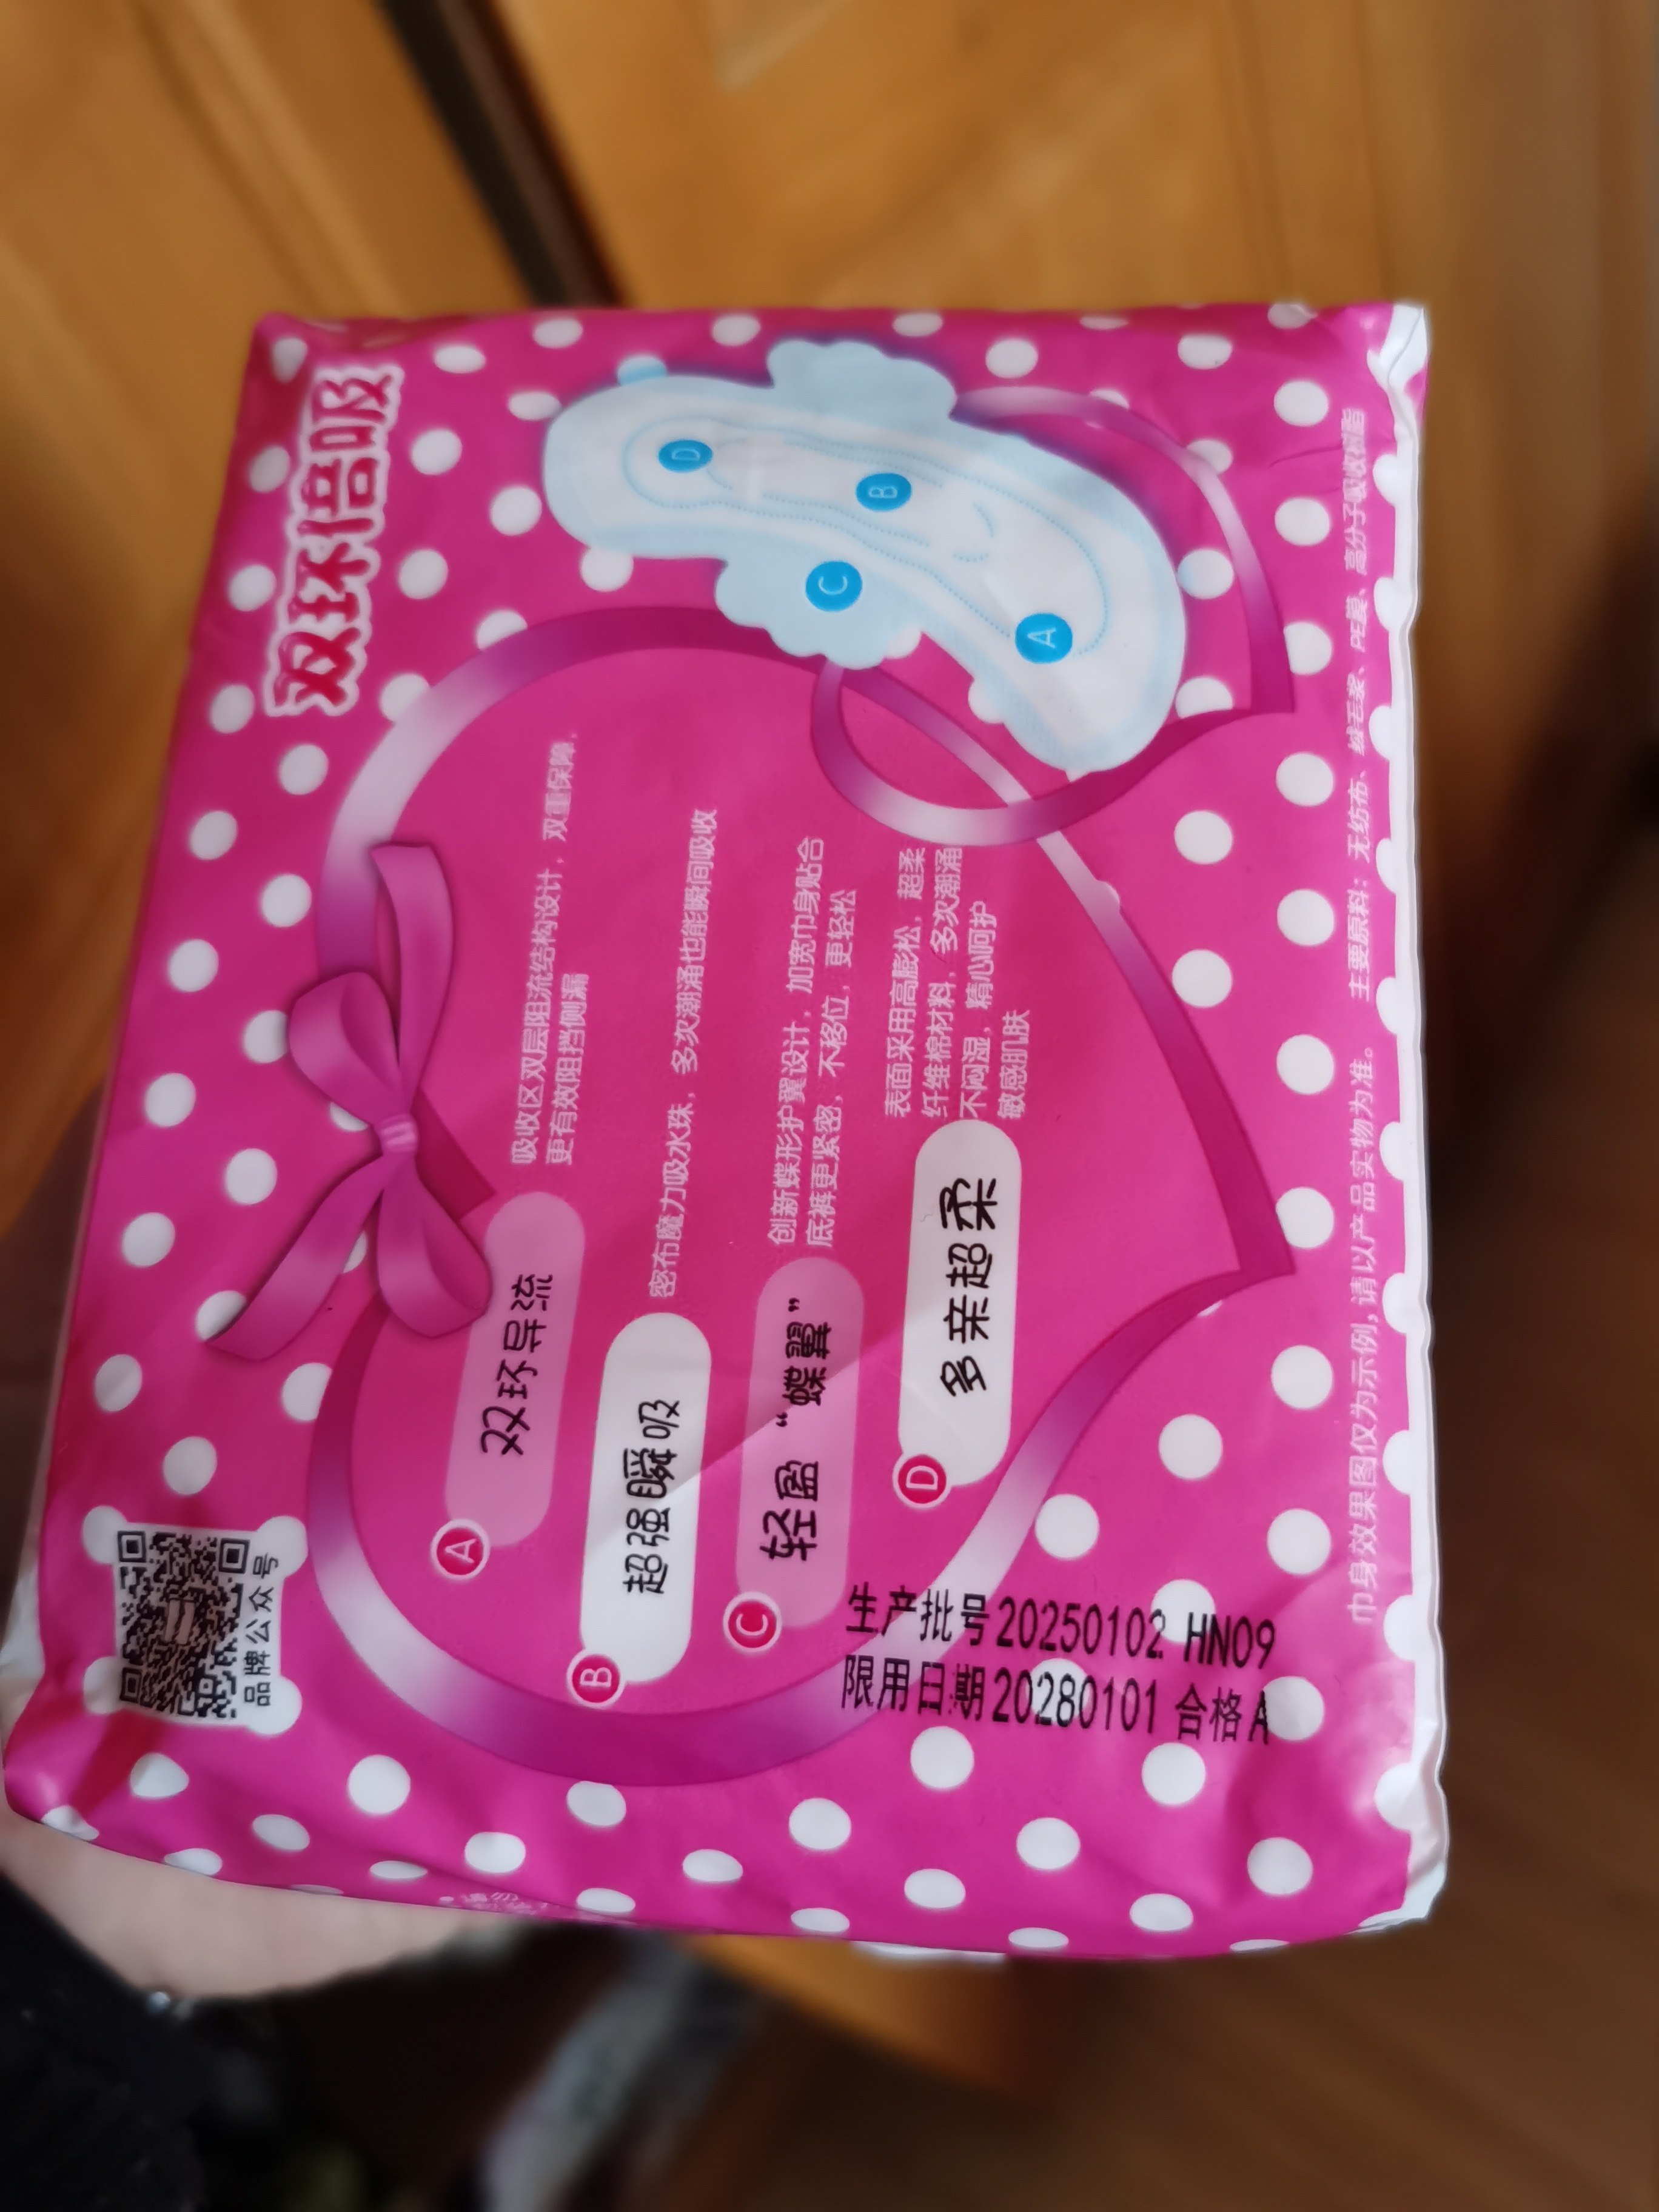 双环倍吸
D
B
C
A
A 双环导流
吸收区双层阻流结构设计，双重保障，
更有效阻挡侧漏
B 超强瞬吸
密布魔力吸水珠，多次潮涌也能瞬间吸收
C 轻盈“蝶翼”
创新蝶形护翼设计，加宽巾身贴合
底裤更紧密，不移位，更轻松
D 多亲超柔
表面采用高膨松，超柔
纤维棉材料，多次潮涌
不闷湿，精心呵护
敏感肌肤
品牌公众号
生产批号20250102 HN09
限用日期20280101 合格A
巾身效果图仅为示例，请以产品实物为准。 主要原料：无纺布、绒毛浆、PE膜、高分子吸收树脂